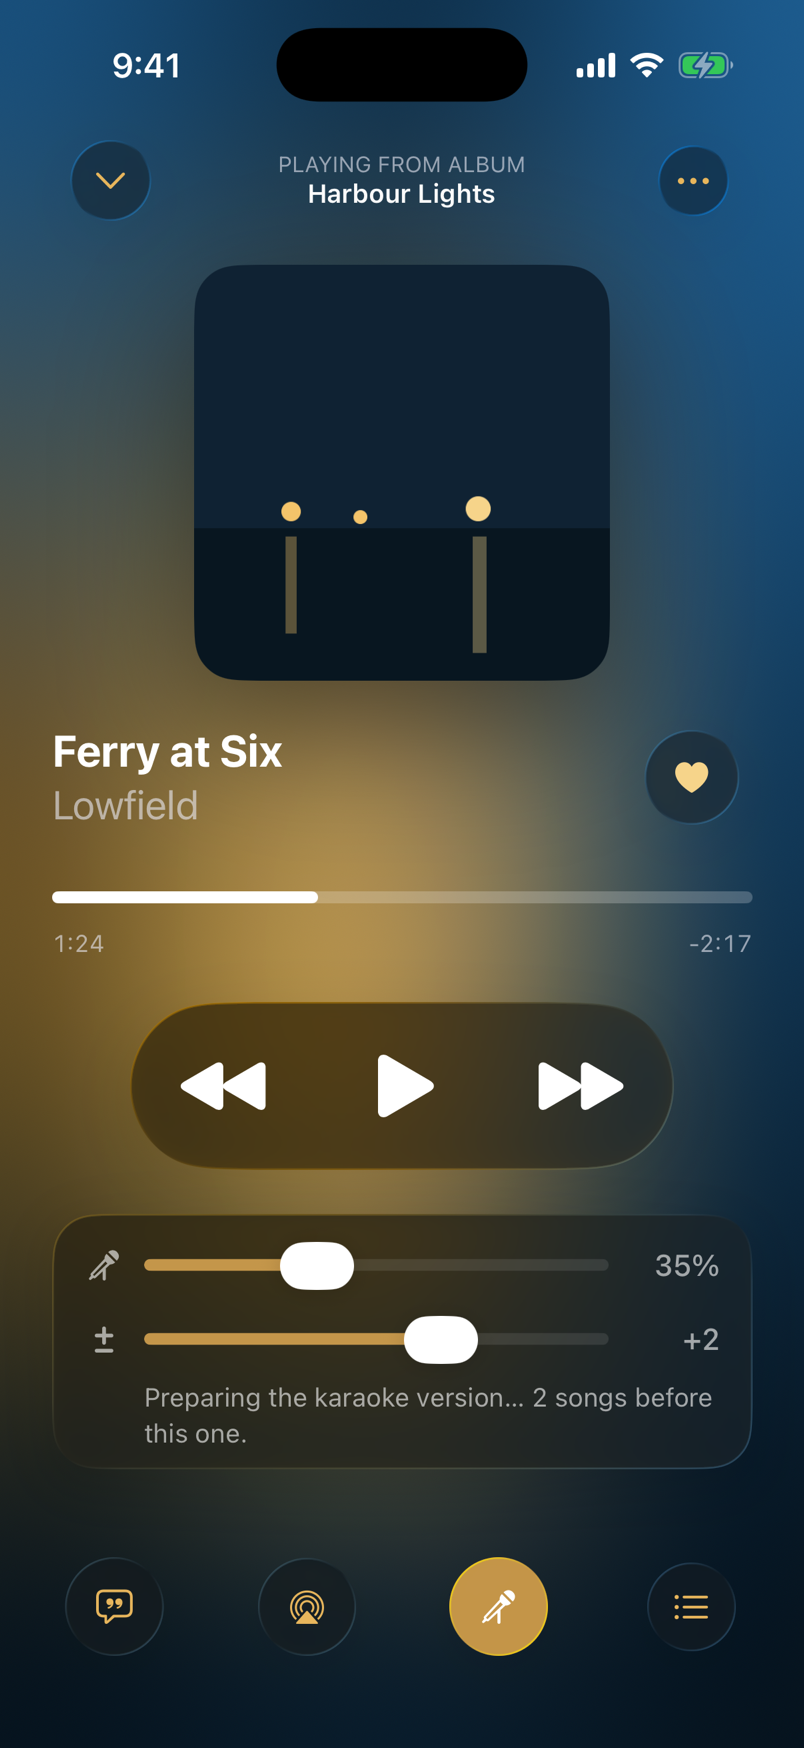 9:41
PLAYING FROM ALBUM
Harbour Lights
Ferry at Six
Lowfield
1:24
-2:17
35%
+2
Preparing the karaoke version... 2 songs before
this one.